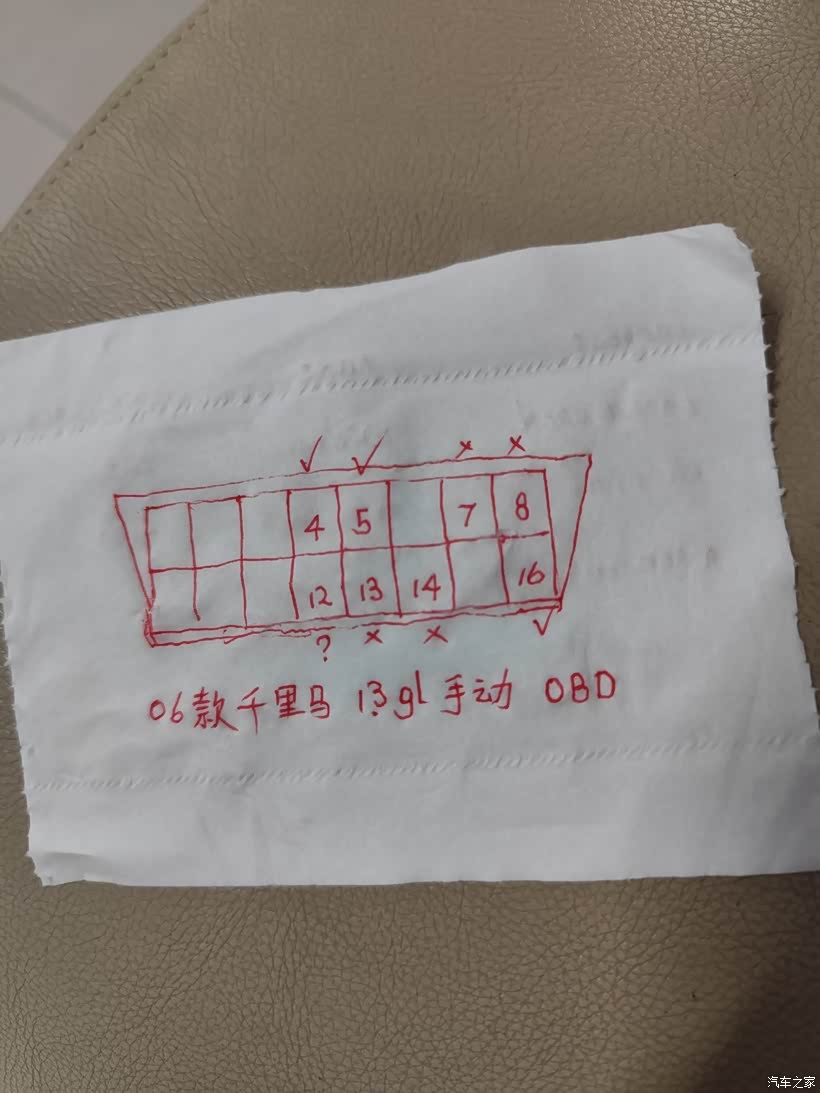 ✓ ✓ × ×
4 5 7 8
12 13 14 16
? × × ✓
06款千里马 1.3gl 手动 OBD
汽车之家